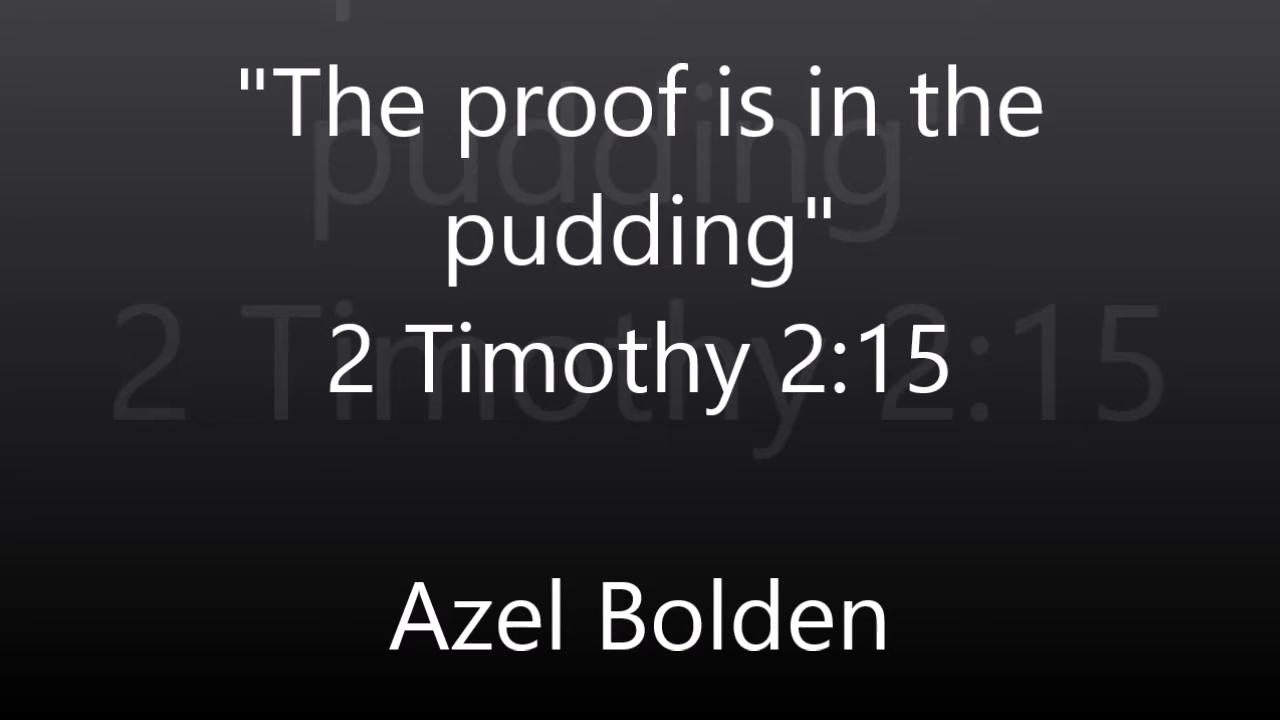 "The proof is in the
pudding"
2 Timothy 2:15
Azel Bolden